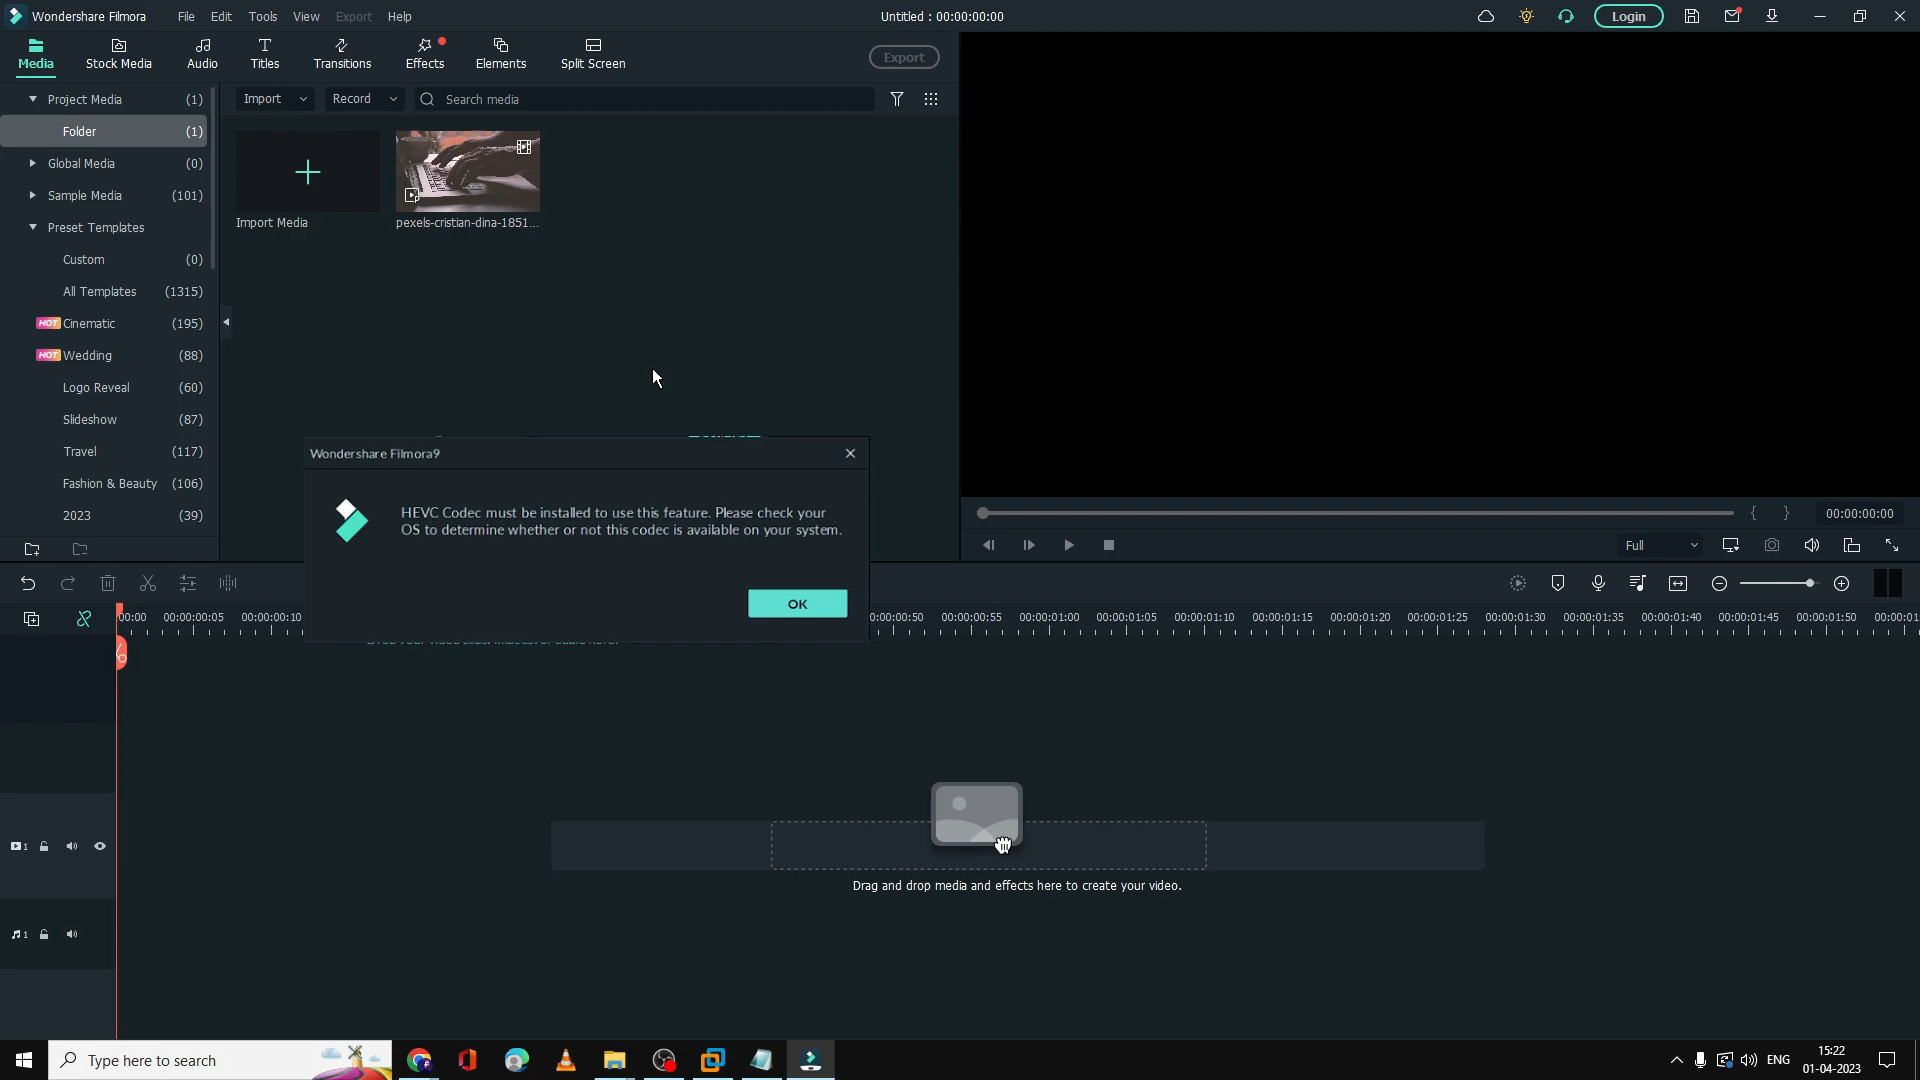 Wondershare Filmora File Edit Tools View Export Help Untitled : 00:00:00:00 Login
Media Stock Media Audio Titles Transitions Effects Elements Split Screen Export
Project Media (1)
Folder (1)
Global Media (0)
Sample Media (101)
Preset Templates
Custom (0)
All Templates (1315)
HOT Cinematic (195)
HOT Wedding (88)
Logo Reveal (60)
Slideshow (87)
Travel (117)
Fashion & Beauty (106)
2023 (39)
Import Record Search media
Import Media pexels-cristian-dina-1851...
Wondershare Filmora9
HEVC Codec must be installed to use this feature. Please check your
OS to determine whether or not this codec is available on your system.
OK
{ } 00:00:00:00
Full
00:00 00:00:00:05 00:00:00:10 00:00:00:50 00:00:00:55 00:00:01:00 00:00:01:05 00:00:01:10 00:00:01:15 00:00:01:20 00:00:01:25 00:00:01:30 00:00:01:35 00:00:01:40 00:00:01:45 00:00:01:50 00:00:01
1
Drag and drop media and effects here to create your video.
1
Type here to search ENG 15:22
01-04-2023